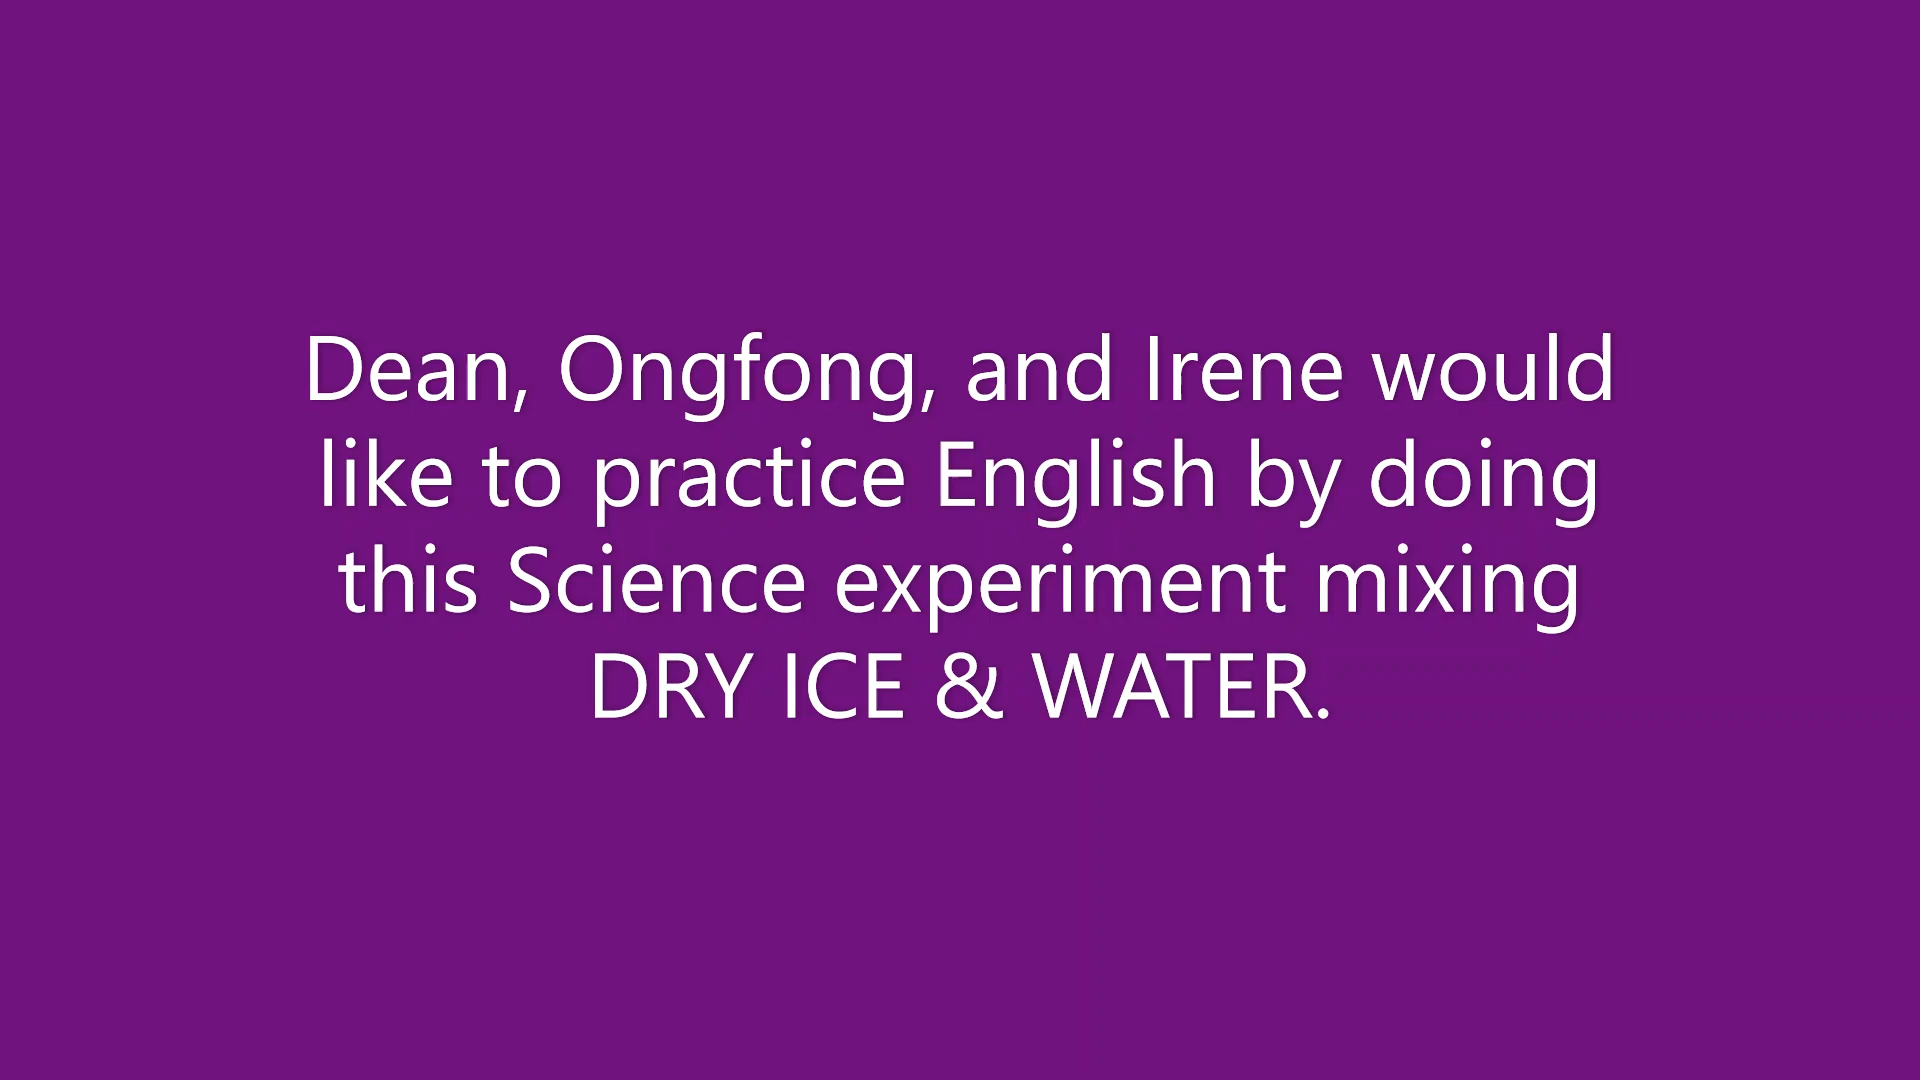 Dean, Ongfong, and Irene would
like to practice English by doing
this Science experiment mixing
DRY ICE & WATER.